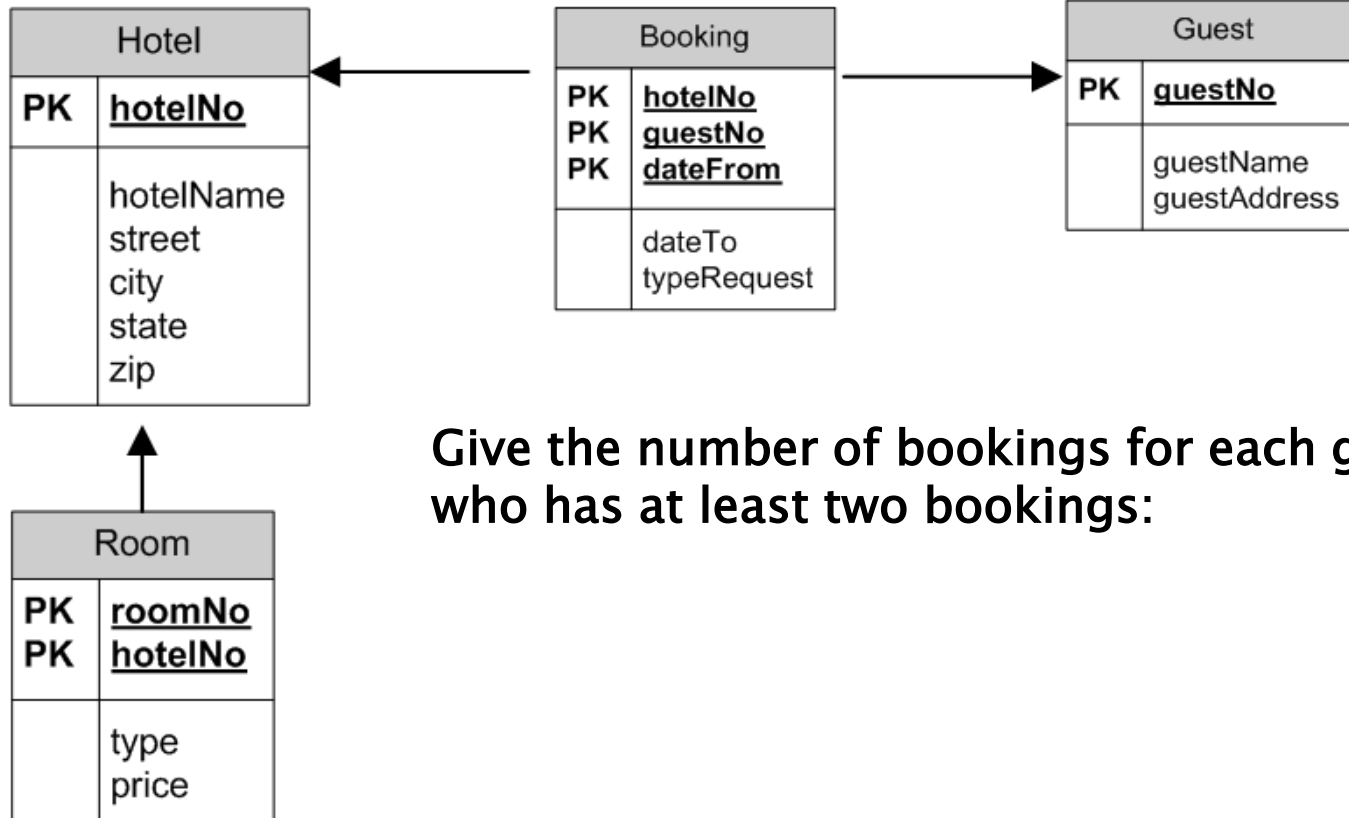 Hotel
PK hotelNo
hotelName
street
city
state
zip
Booking
PK hotelNo
PK guestNo
PK dateFrom
dateTo
typeRequest
Guest
PK guestNo
guestName
guestAddress
Give the number of bookings for each
who has at least two bookings:
Room
PK roomNo
PK hotelNo
type
price